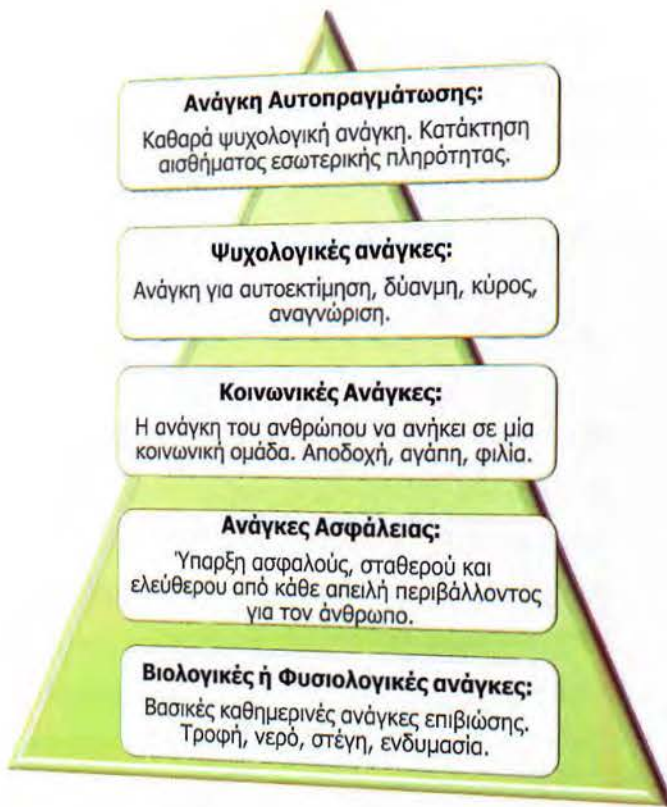 Ανάγκη Αυτοπραγμάτωσης:
Καθαρά ψυχολογική ανάγκη. Κατάκτηση
αισθήματος εσωτερικής πληρότητας.
Ψυχολογικές ανάγκες:
Ανάγκη για αυτοεκτίμηση, δύανμη, κύρος,
αναγνώριση.
Κοινωνικές Ανάγκες:
Η ανάγκη του ανθρώπου να ανήκει σε μία
κοινωνική ομάδα. Αποδοχή, αγάπη, φιλία.
Ανάγκες Ασφάλειας:
Ύπαρξη ασφαλούς, σταθερού και
ελεύθερου από κάθε απειλή περιβάλλοντος
για τον άνθρωπο.
Βιολογικές ή Φυσιολογικές ανάγκες:
Βασικές καθημερινές ανάγκες επιβιώσης.
Τροφή, νερό, στέγη, ενδυμασία.